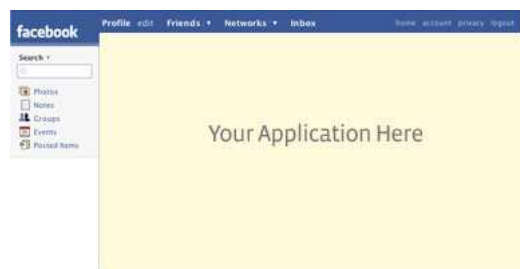 facebook
Profile edit Friends Networks Inbox
home account privacy logout
Search
Photos
Notes
Groups
Events
Posted Items
Your Application Here